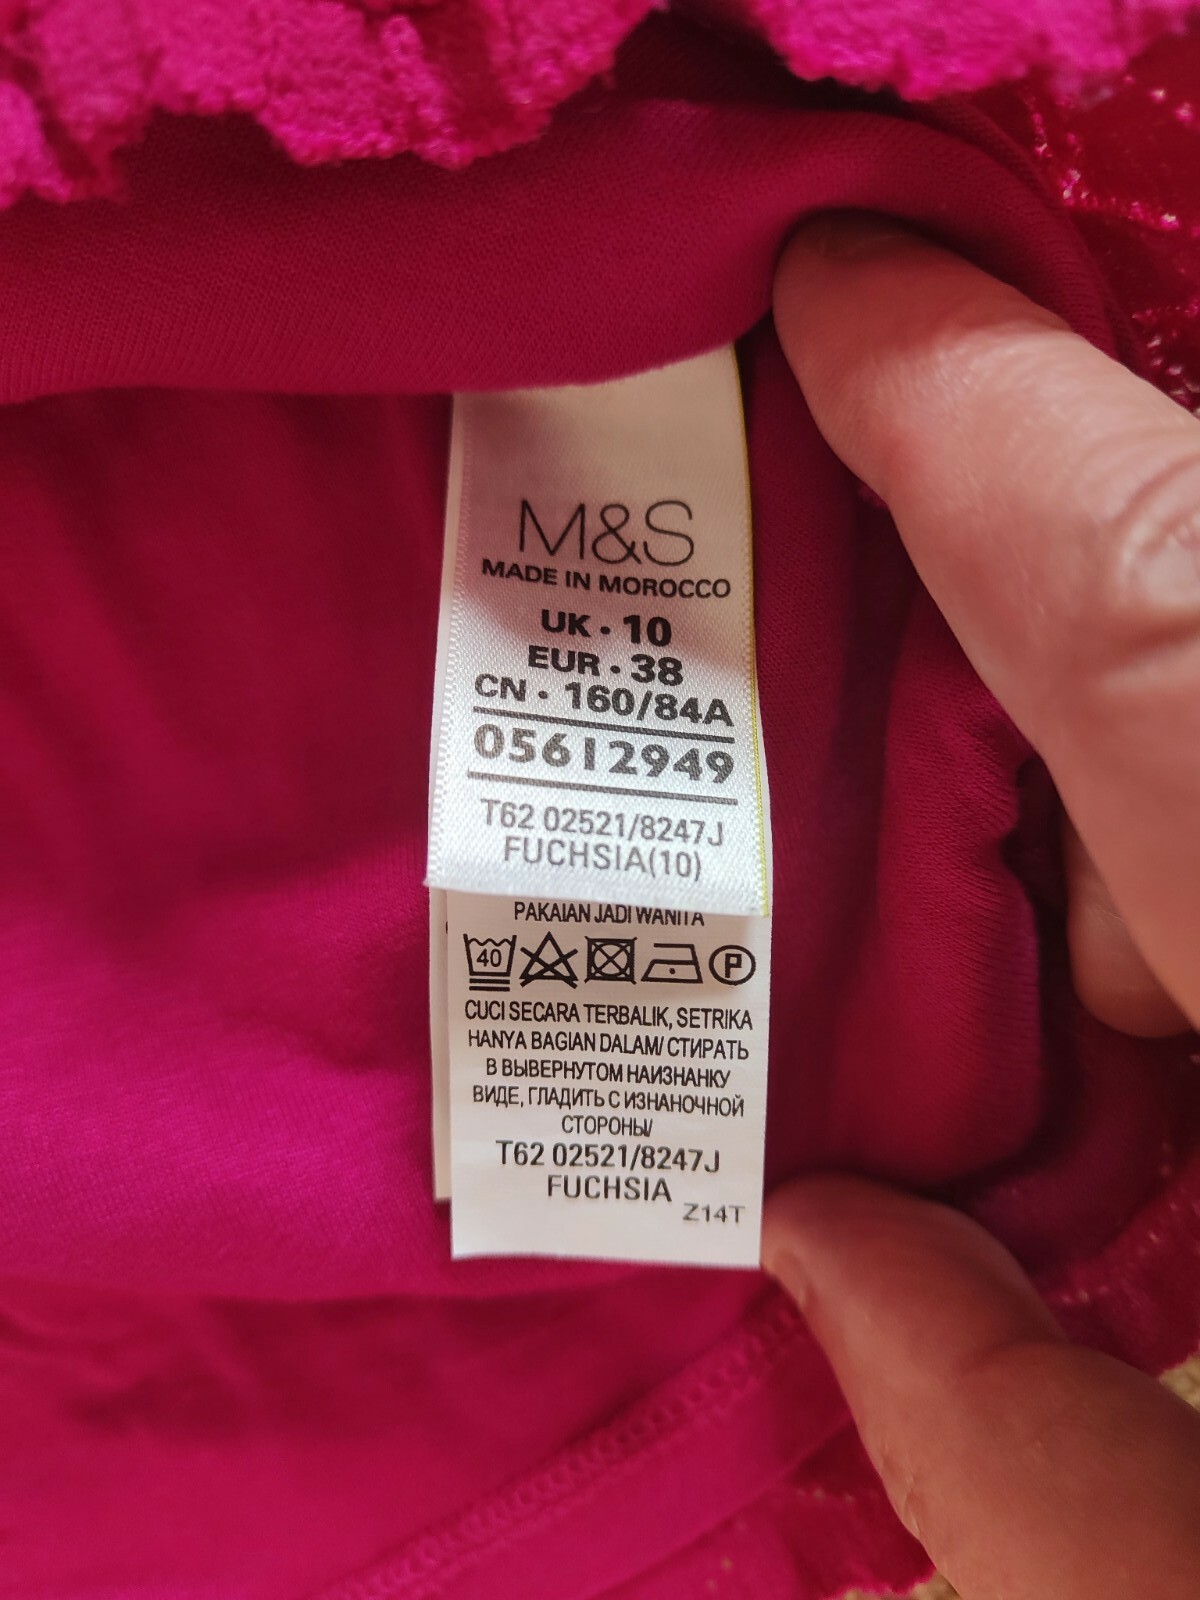 M&S
MADE IN MOROCCO
UK · 10
EUR · 38
CN · 160/84A
05612949
T62 02521/8247J
FUCHSIA(10)
PAKAIAN JADI WANITA
40
P
CUCI SECARA TERBALIK, SETRIKA
HANYA BAGIAN DALAM/ СТИРАТЬ
В ВЫВЕРНУТОМ НАИЗНАНКУ
ВИДЕ, ГЛАДИТЬ С ИЗНАНОЧНОЙ
СТОРОНЫ/
T62 02521/8247J
FUCHSIA
Z14T